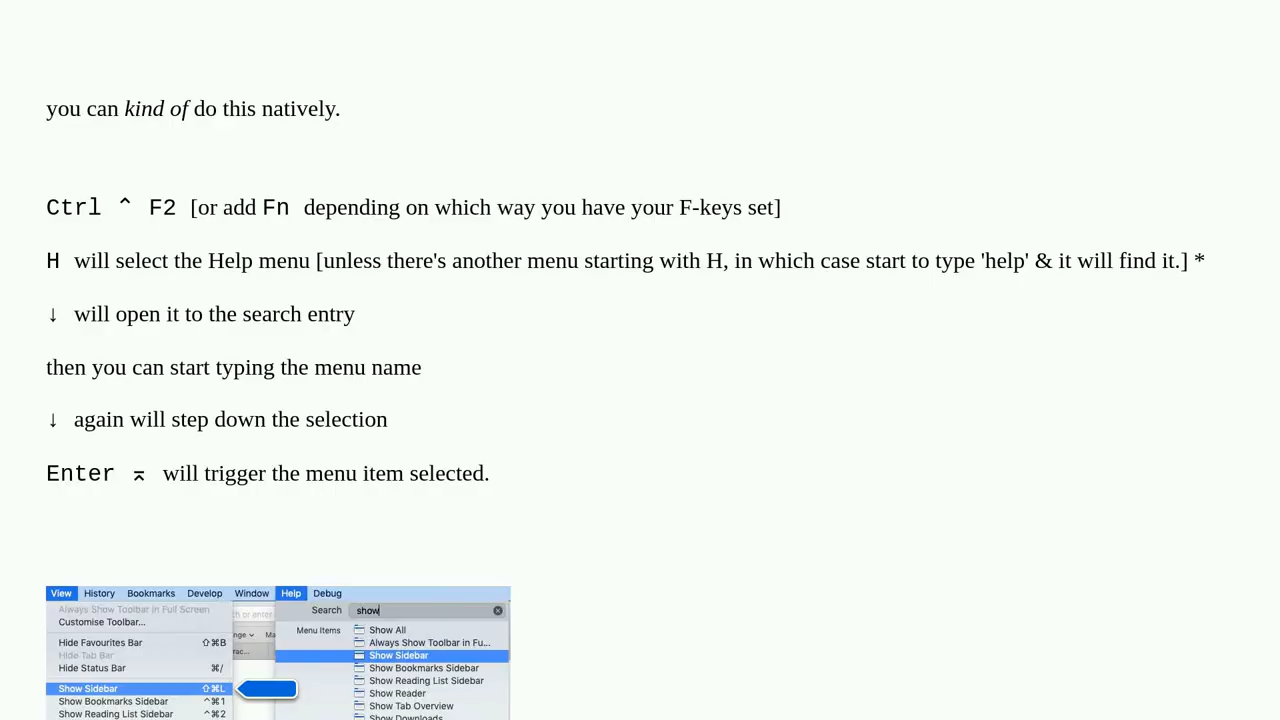 you can kind of do this natively.
Ctrl ⌃ F2 [or add Fn depending on which way you have your F-keys set]
H will select the Help menu [unless there's another menu starting with H, in which case start to type 'help' & it will find it.] *
↓ will open it to the search entry
then you can start typing the menu name
↓ again will step down the selection
Enter ⌅ will trigger the menu item selected.
View History Bookmarks Develop Window Help Debug
Always Show Toolbar in Full Screen
Customise Toolbar...
Hide Favourites Bar ⇧⌘B
Hide Tab Bar
Hide Status Bar ⌘/
Show Sidebar ⇧⌘L
Show Bookmarks Sidebar ^⌘1
Show Reading List Sidebar ^⌘2
or enter
Search show
Menu Items Show All
Always Show Toolbar in Fu...
Show Sidebar
Show Bookmarks Sidebar
Show Reading List Sidebar
Show Reader
Show Tab Overview
Show Downloads